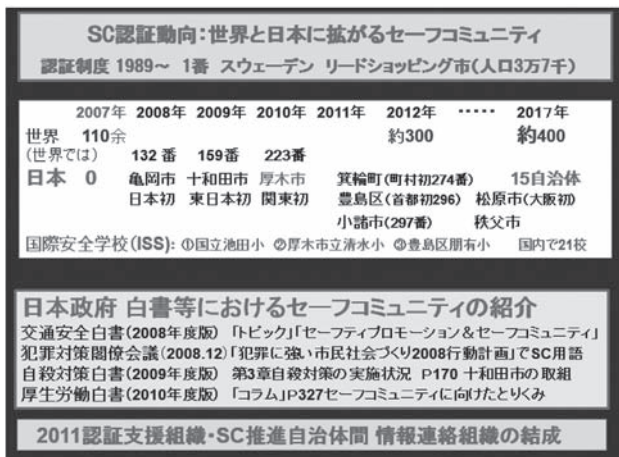 SC認証動向：世界と日本に拡がるセーフコミュニティ
認証制度 1989～ 1番 スウェーデン リードショッピング市(人口3万7千)
2007年 2008年 2009年 2010年 2011年 2012年 ‥‥‥ 2017年
世界 110余 約300 約400
(世界では) 132番 159番 223番
日本 0 亀岡市 十和田市 厚木市 箕輪町(町村初274番) 15自治体
日本初 東日本初 関東初 豊島区(首都初296) 松原市(大阪初)
小諸市(297番) 秩父市
国際安全学校(ISS): ①国立池田小 ②厚木市立清水小 ③豊島区朋有小 国内で21校
日本政府 白書等におけるセーフコミュニティの紹介
交通安全白書(2008年度版) 「トピック」「セーフティプロモーション＆セーフコミュニティ」
犯罪対策閣僚会議(2008.12)「犯罪に強い市民社会づくり2008行動計画」でSC用語
自殺対策白書(2009年度版) 第3章自殺対策の実施状況 P170 十和田市の取組
厚生労働白書(2010年度版) 「コラム」P327セーフコミュニティに向けたとりくみ
2011認証支援組織・SC推進自治体間 情報連絡組織の結成